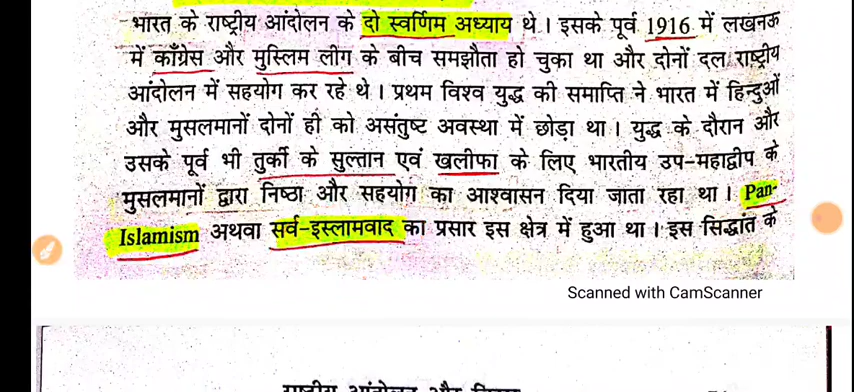 भारत के राष्ट्रीय आंदोलन के दो स्वर्णिम अध्याय थे । इसके पूर्व 1916 में लखनऊ
में काँग्रेस और मुस्लिम लीग के बीच समझौता हो चुका था और दोनों दल राष्ट्रीय
आंदोलन में सहयोग कर रहे थे । प्रथम विश्व युद्ध की समाप्ति ने भारत में हिन्दुओं
और मुसलमानों दोनों ही को असंतुष्ट अवस्था में छोड़ा था । युद्ध के दौरान और
उसके पूर्व भी तुर्की के सुल्तान एवं खलीफा के लिए भारतीय उप-महाद्वीप के
मुसलमानों द्वारा निष्ठा और सहयोग का आश्वासन दिया जाता रहा था । Pan-
Islamism अथवा सर्व-इस्लामवाद का प्रसार इस क्षेत्र में हुआ था । इस सिद्धांत के
Scanned with CamScanner
राष्ट्रीय आंदोलन और